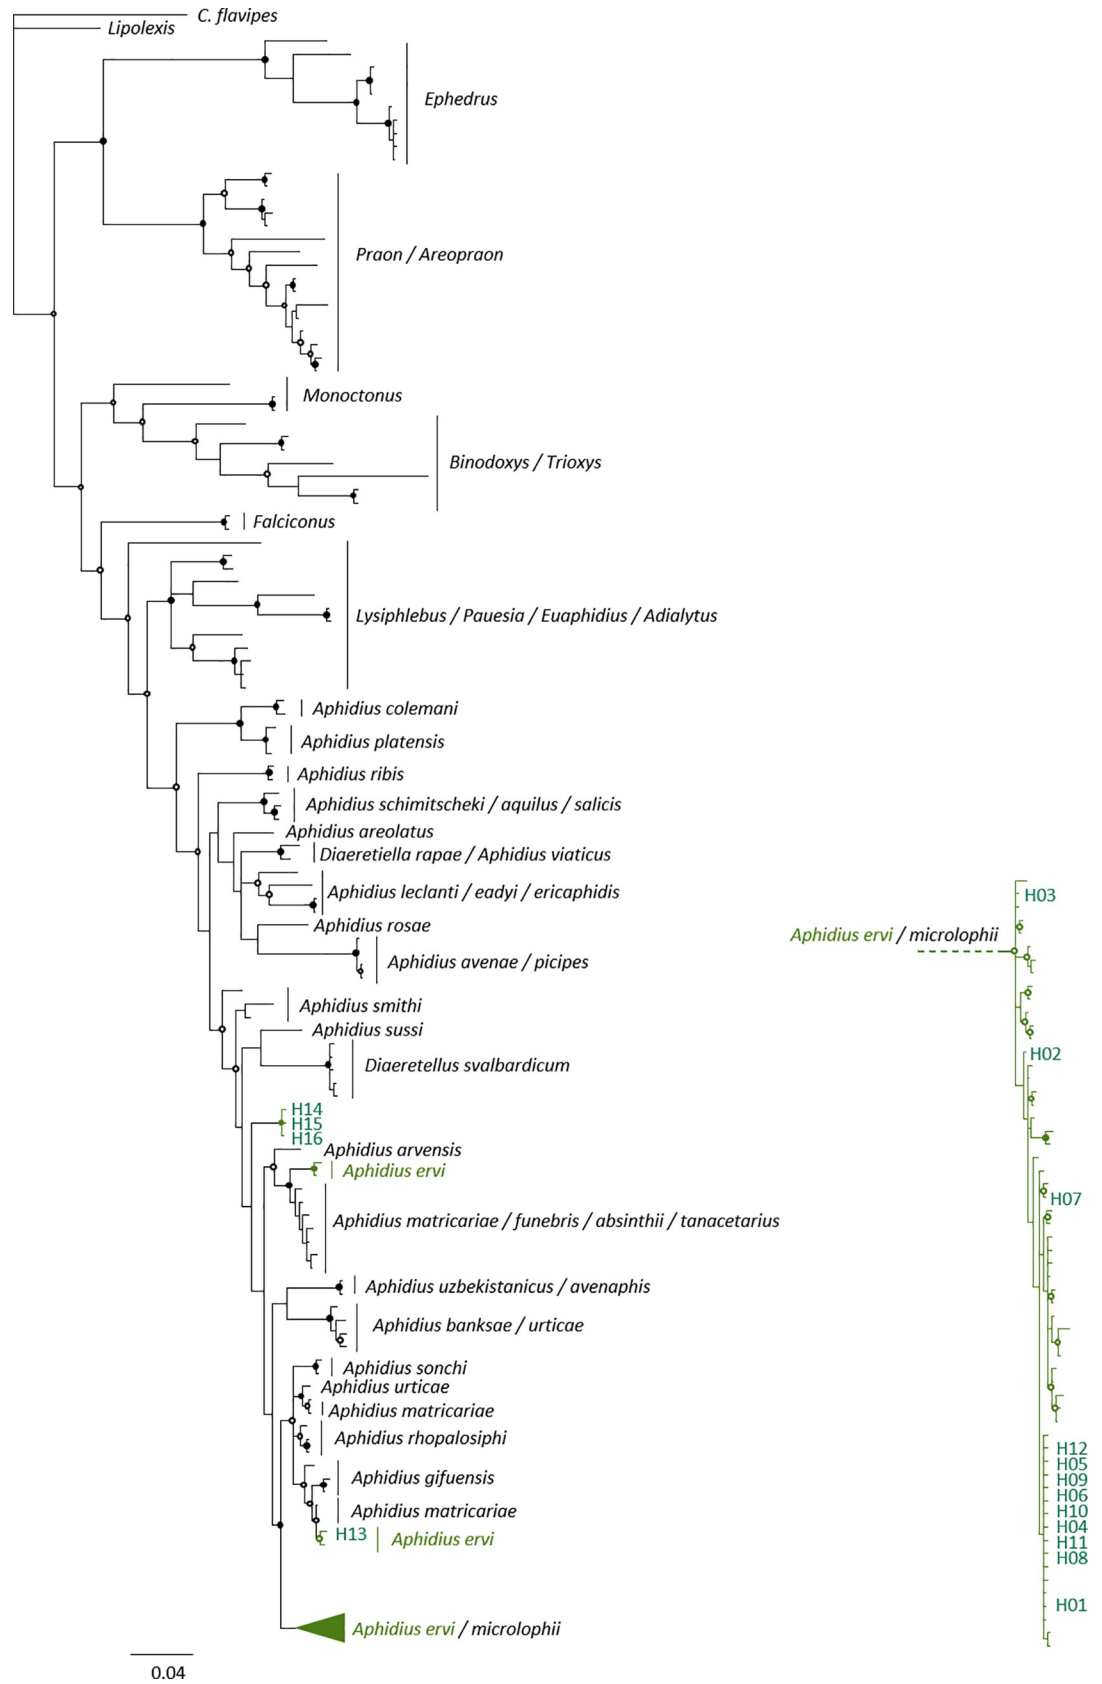 C. flavipes
Lipolexis
Ephedrus
Praon / Areopraon
Monoctonus
Binodoxys / Trioxys
Falciconus
Lysiphlebus / Pauesia / Euaphidius / Adialytus
Aphidius colemani
Aphidius platensis
Aphidius ribis
Aphidius schimitscheki / aquilus / salicis
Aphidius areolatus
Diaeretiella rapae / Aphidius viaticus
Aphidius leclanti / eadyi / ericaphidis
Aphidius rosae
Aphidius avenae / picipes
Aphidius smithi
Aphidius sussi
Diaeretellus svalbardicum
H14
H15
H16
Aphidius arvensis
Aphidius ervi
Aphidius matricariae / funebris / absinthii / tanacetarius
Aphidius uzbekistanicus / avenaphis
Aphidius banksae / urticae
Aphidius sonchi
Aphidius urticae
Aphidius matricariae
Aphidius rhopalosiphi
Aphidius gifuensis
Aphidius matricariae
H13 Aphidius ervi
Aphidius ervi / microlophii
0.04
H03
Aphidius ervi / microlophii
H02
H07
H12
H05
H09
H06
H10
H04
H11
H08
H01